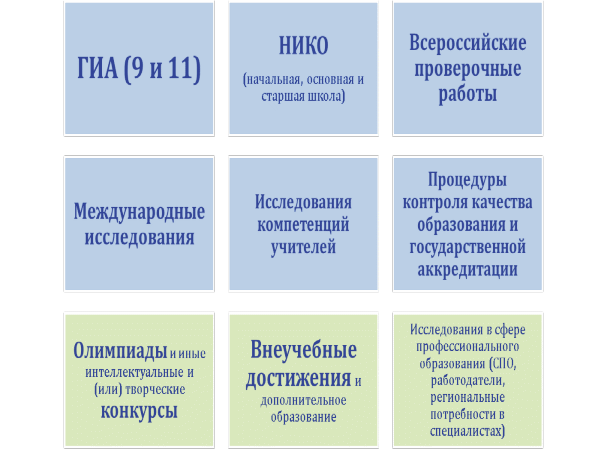 ГИА (9 и 11)
НИКО
(начальная, основная и
старшая школа)
Всероссийские
проверочные
работы
Международные
исследования
Исследования
компетенций
учителей
Процедуры
контроля качества
образования и
государственной
аккредитации
Олимпиады и иные
интеллектуальные и
(или) творческие
конкурсы
Внеучебные
достижения и
дополнительное
образование
Исследования в сфере
профессионального
образования (СПО,
работодатели,
региональные
потребности в
специалистах)